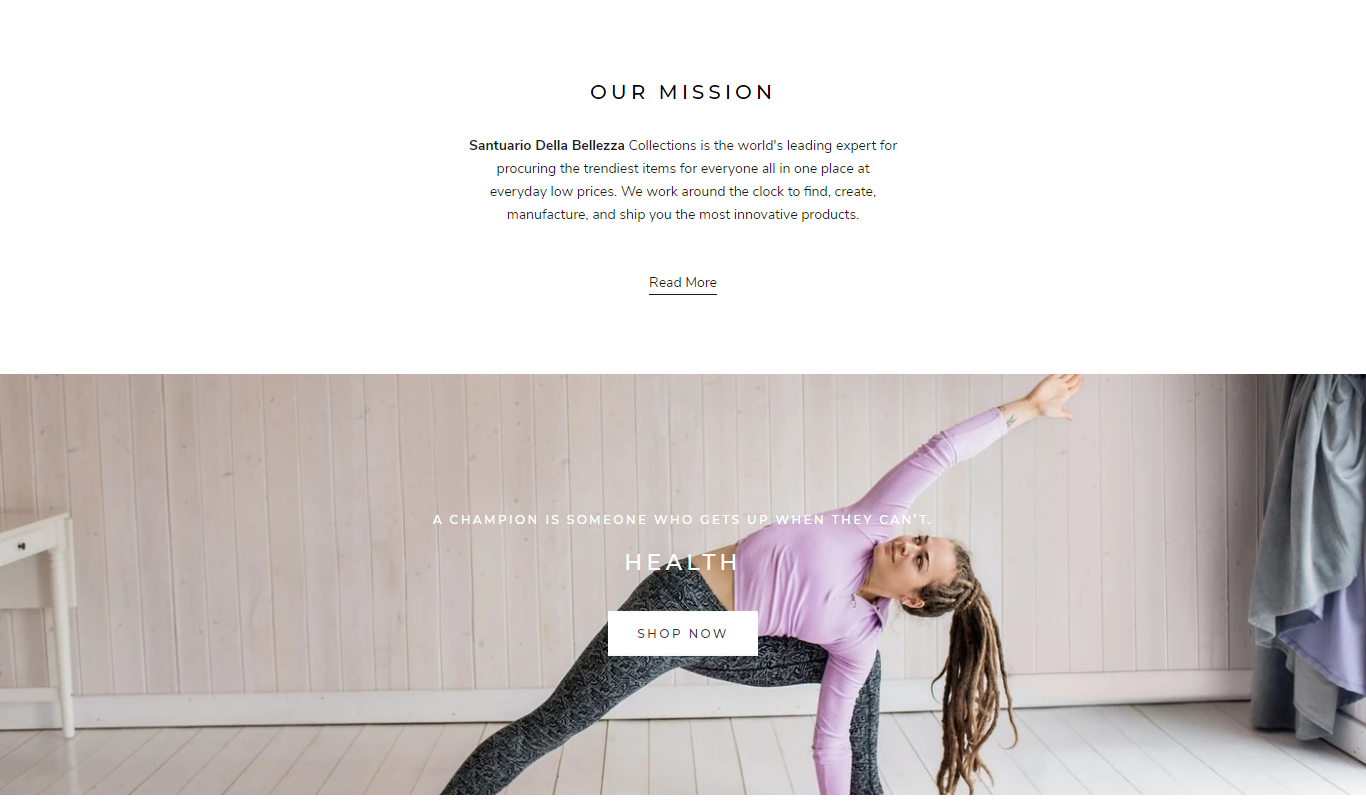 OUR MISSION
Santuario Della Bellezza Collections is the world's leading expert for
procuring the trendiest items for everyone all in one place at
everyday low prices. We work around the clock to find, create,
manufacture, and ship you the most innovative products.
Read More
A CHAMPION IS SOMEONE WHO GETS UP WHEN THEY CAN'T.
HEALTH
SHOP NOW